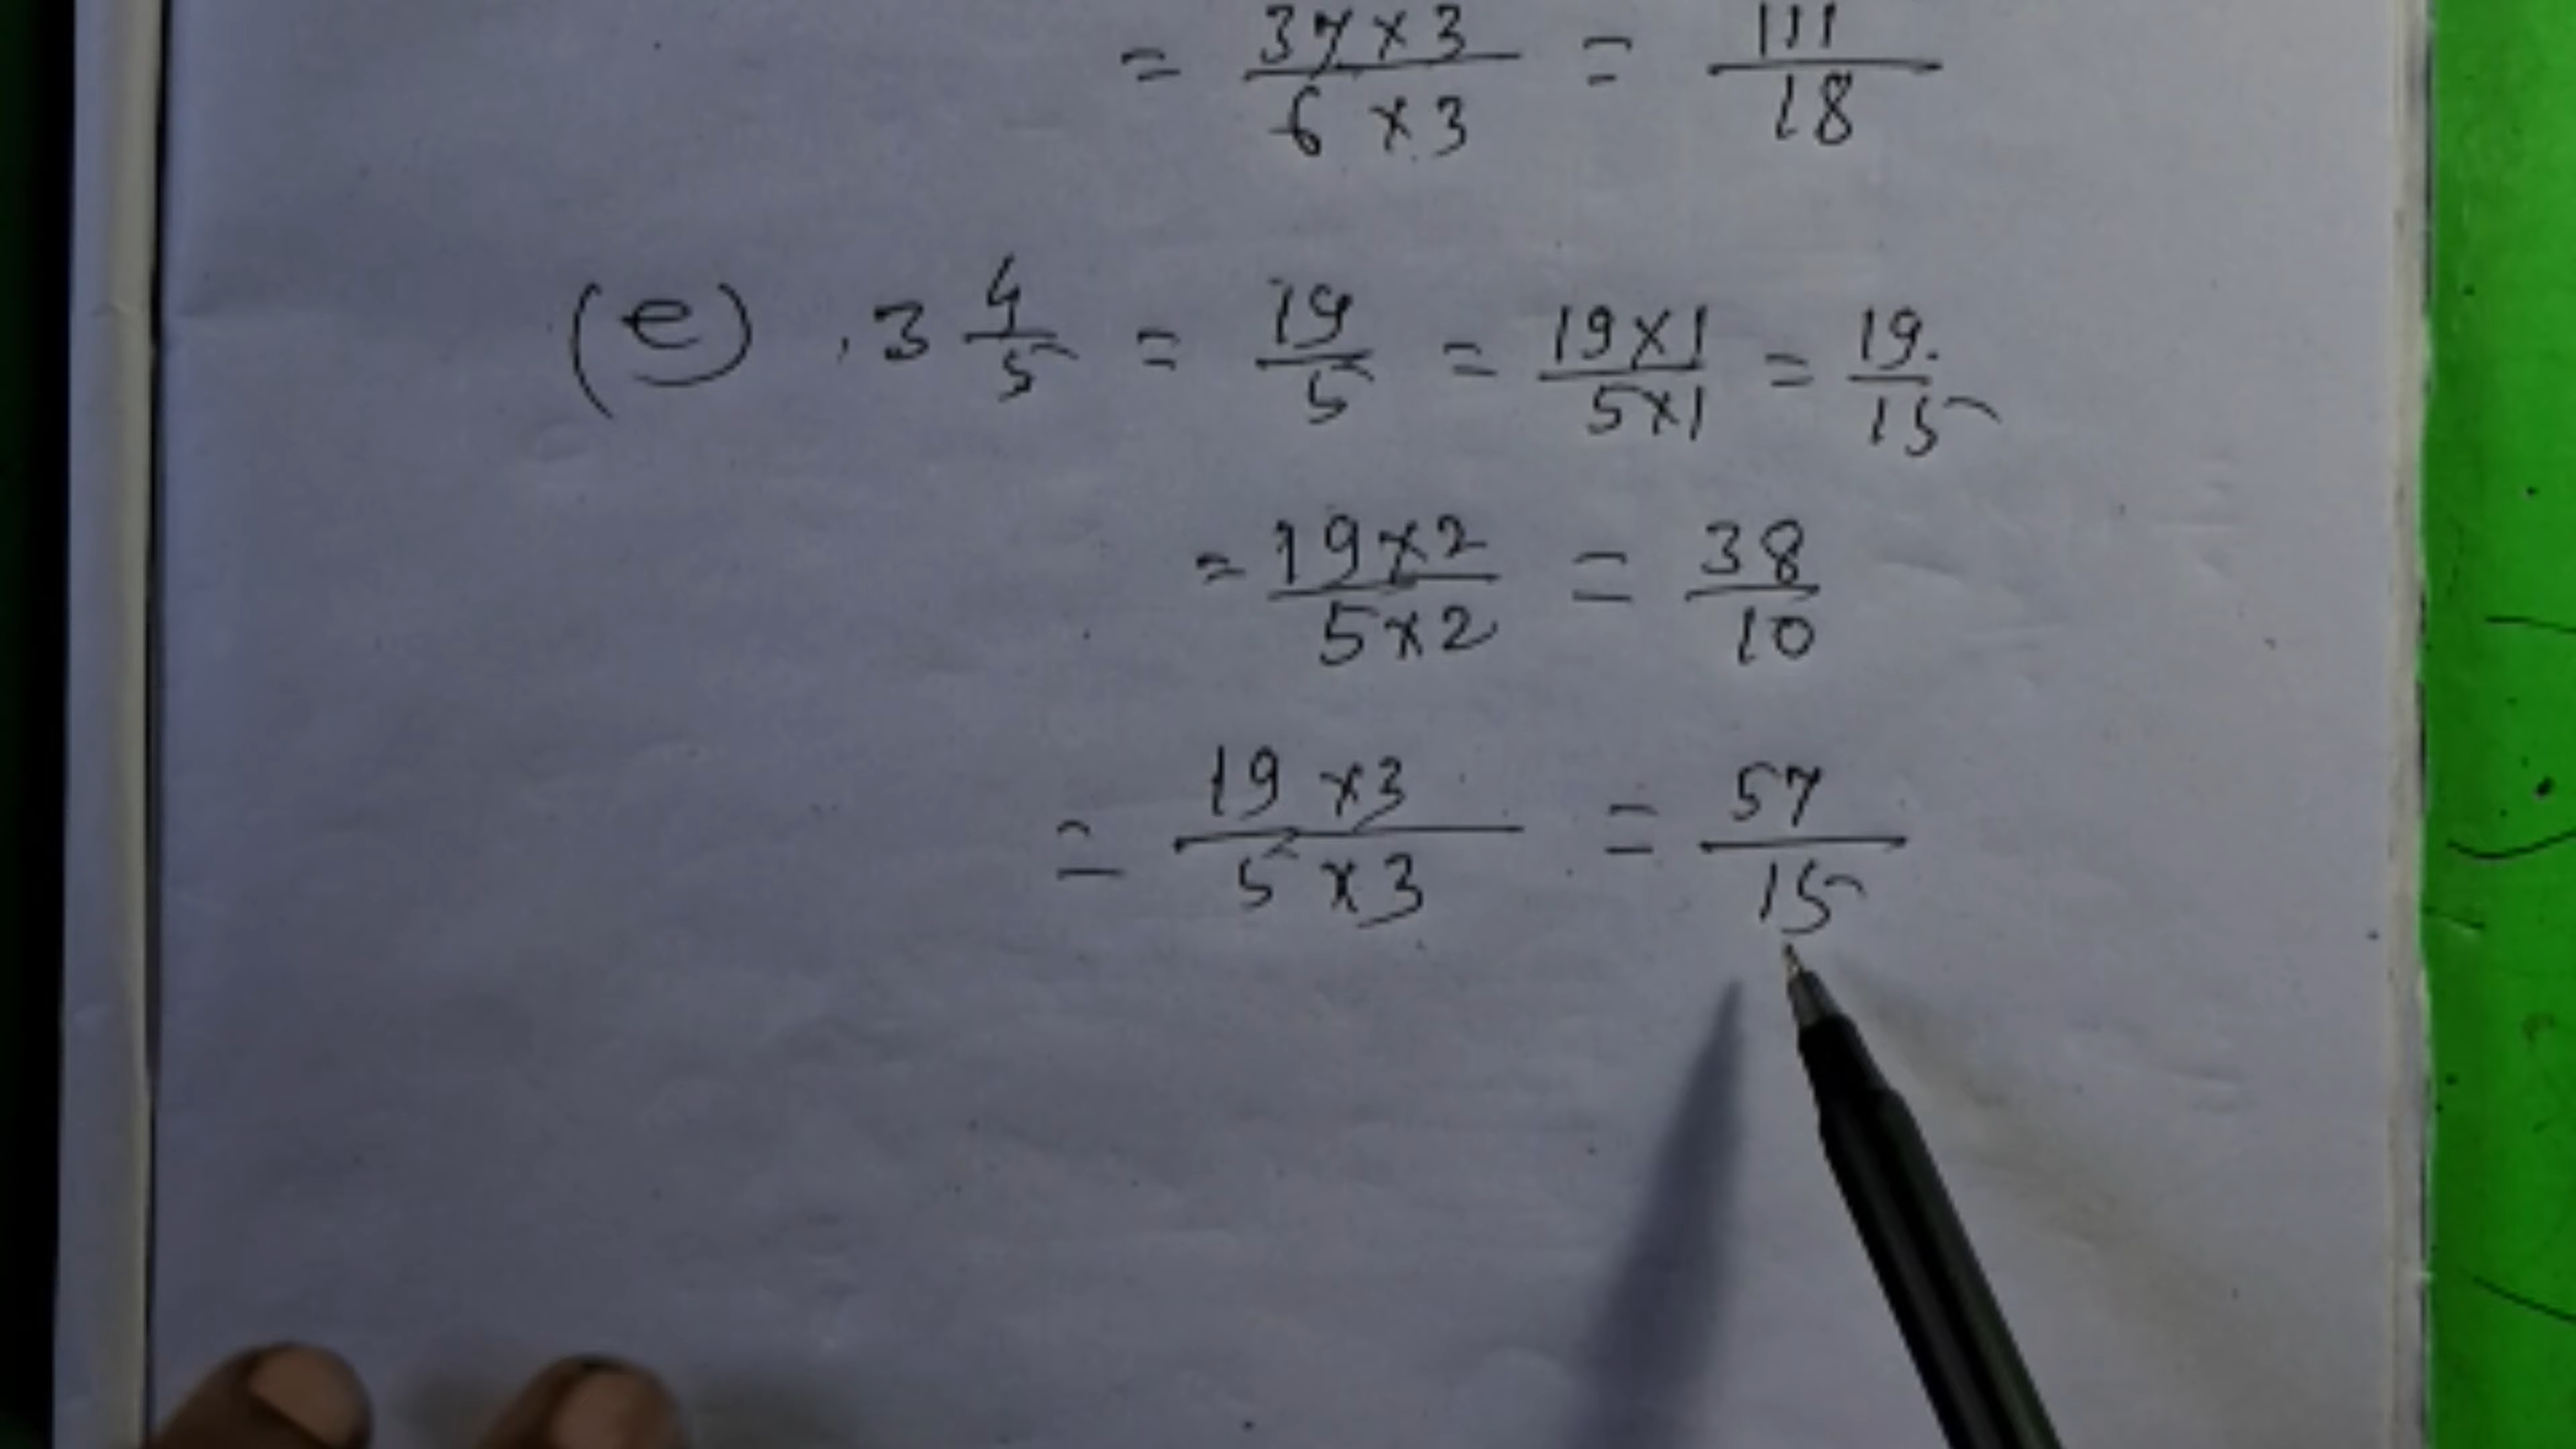 = 37×3/6×3 = 111/18
(e) . 3 4/5 = 19/5 = 19×1/5×1 = 19./15
= 19×2/5×2 = 38/10
= 19×3/5×3 = 57/15